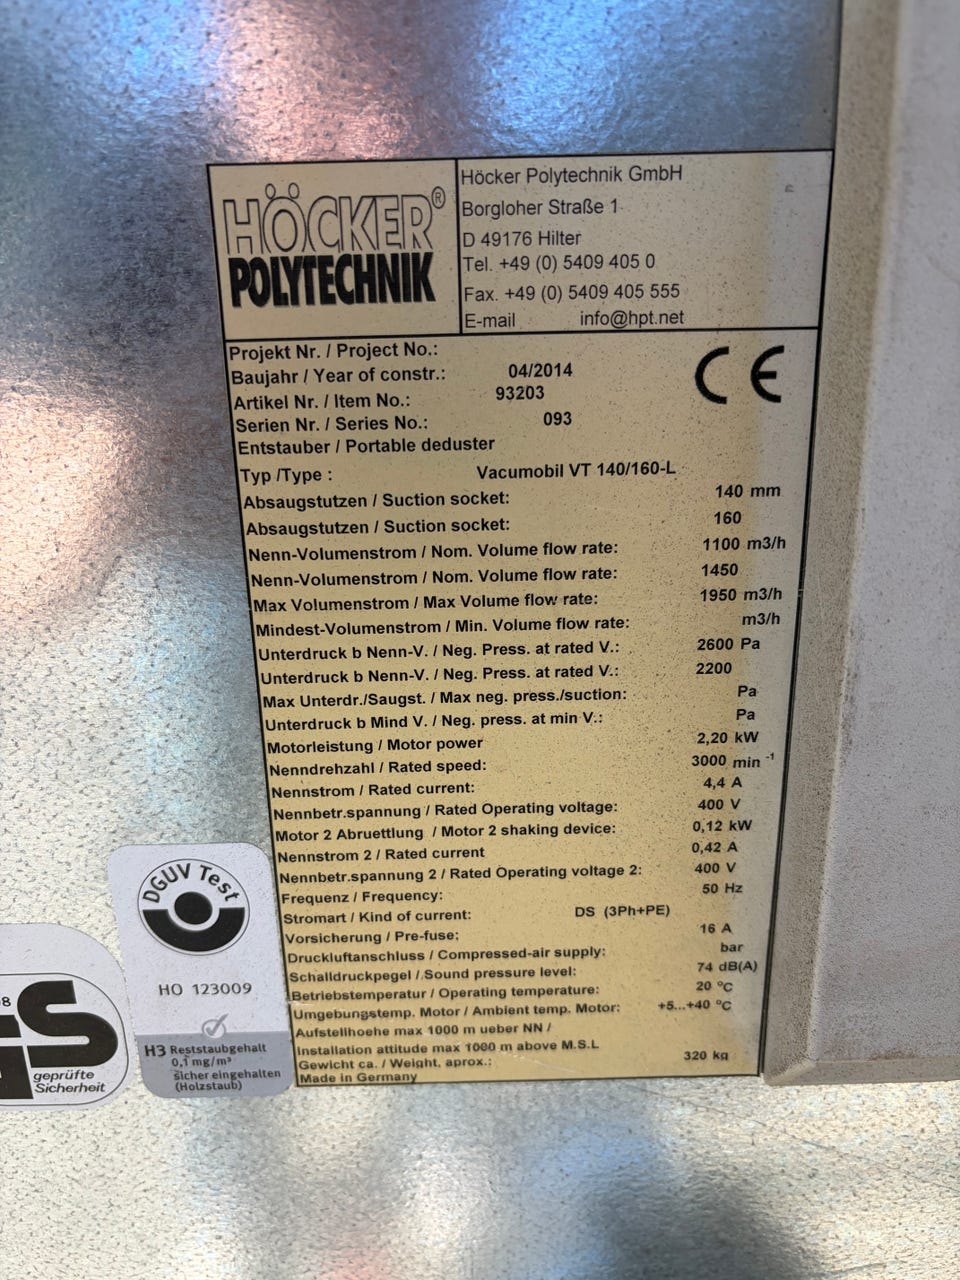 HÖCKER®
POLYTECHNIK
Höcker Polytechnik GmbH
Borgloher Straße 1
D 49176 Hilter
Tel. +49 (0) 5409 405 0
Fax. +49 (0) 5409 405 555
E-mail info@hpt.net
CE
Projekt Nr. / Project No.:
Baujahr / Year of constr.: 04/2014
Artikel Nr. / Item No.: 93203
Serien Nr. / Series No.: 093
Entstauber / Portable deduster
Typ /Type : Vacumobil VT 140/160-L
Absaugstutzen / Suction socket: 140 mm
Absaugstutzen / Suction socket: 160
Nenn-Volumenstrom / Nom. Volume flow rate: 1100 m3/h
Nenn-Volumenstrom / Nom. Volume flow rate: 1450
Max Volumenstrom / Max Volume flow rate: 1950 m3/h
Mindest-Volumenstrom / Min. Volume flow rate: m3/h
Unterdruck b Nenn-V. / Neg. Press. at rated V.: 2600 Pa
Unterdruck b Nenn-V. / Neg. Press. at rated V.: 2200
Max Unterdr./Saugst. / Max neg. press./suction: Pa
Unterdruck b Mind V. / Neg. press. at min V.: Pa
Motorleistung / Motor power 2,20 kW
Nenndrehzahl / Rated speed: 3000 min -1
Nennstrom / Rated current: 4,4 A
Nennbetr.spannung / Rated Operating voltage: 400 V
Motor 2 Abruettlung / Motor 2 shaking device: 0,12 kW
Nennstrom 2 / Rated current 0,42 A
Nennbetr.spannung 2 / Rated Operating voltage 2: 400 V
Frequenz / Frequency: 50 Hz
Stromart / Kind of current: DS (3Ph+PE)
Vorsicherung / Pre-fuse: 16 A
Druckluftanschluss / Compressed-air supply: bar
Schalldruckpegel / Sound pressure level: 74 dB(A)
Betriebstemperatur / Operating temperature: 20 °C
Umgebungstemp. Motor / Ambient temp. Motor: +5...+40 °C
Aufstellhoehe max 1000 m ueber NN /
Installation attitude max 1000 m above M.S.L
Gewicht ca. / Weight, aprox.: 320 kg
Made in Germany
DGUV Test
HO 123009
H3 Reststaubgehalt
0,1 mg/m³
sicher eingehalten
(Holzstaub)
GS
geprüfte
Sicherheit